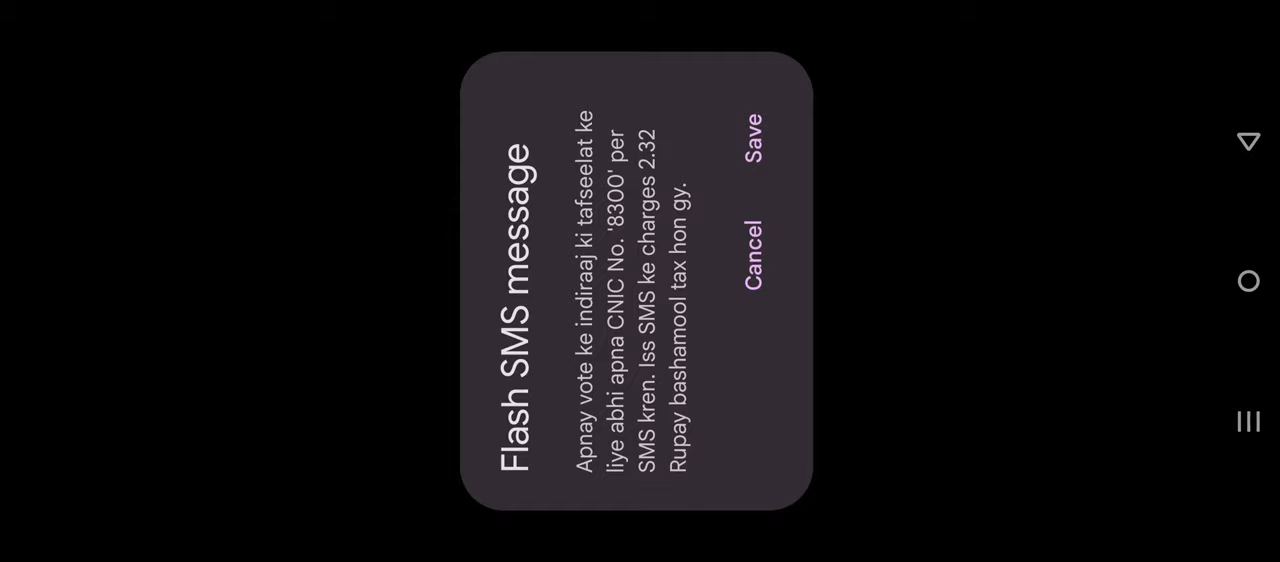 Flash SMS message
Apnay vote ke indiraaj ki tafseelat ke
liye abhi apna CNIC No. '8300' per
SMS kren. Iss SMS ke charges 2.32
Rupay bashamool tax hon gy.
Cancel Save